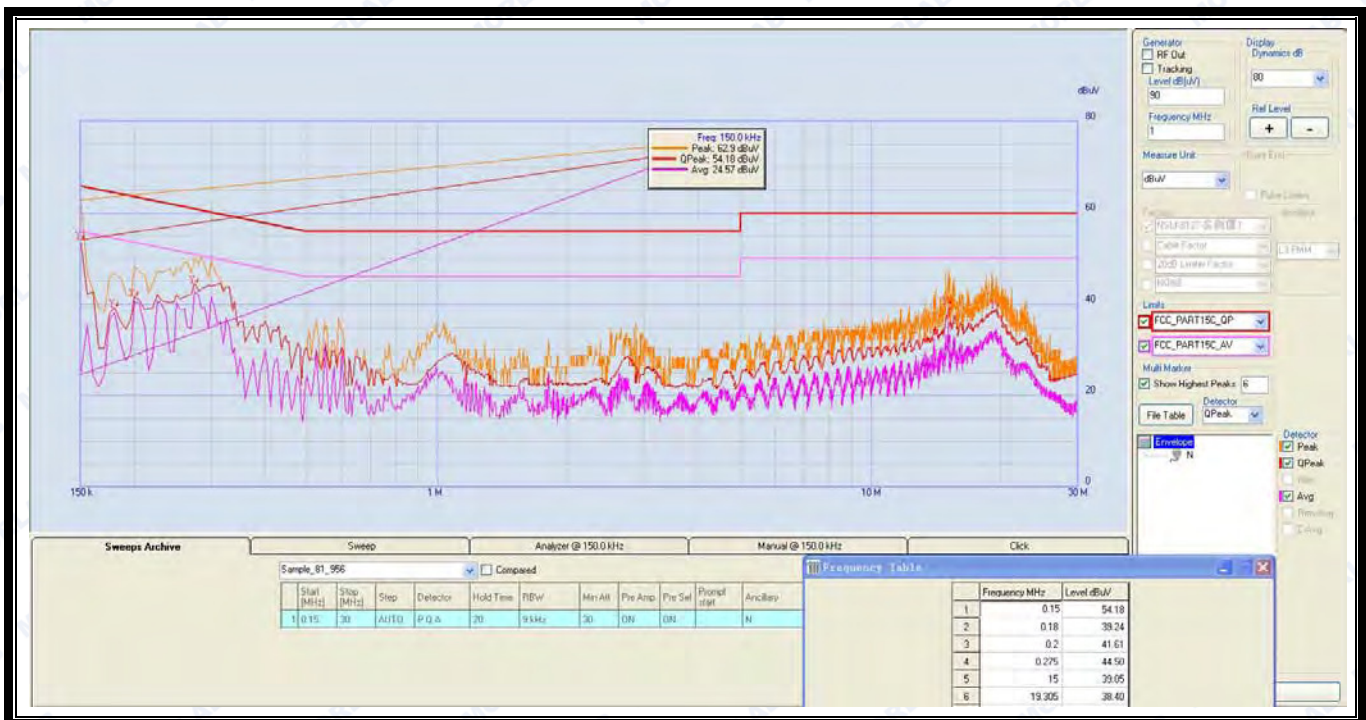 Generator
RF Out
Tracking
Level dB(uV)
90
Frequency MHz
1
Display
Dynamics dB
80
Ref Level
+ -
Measure Unit
dBuV
dBuV
80
60
40
20
0
Freq: 150.0 kHz
Peak: 62.9 dBuV
QPeak: 54.18 dBuV
Avg: 24.57 dBuV
150 k 1 M 10 M 30 M
Cable Factor
20dB Limiter Factor
NONE
Limits
FCC_PART15C_QP
FCC_PART15C_AV
Multi Marker
Show Highest Peaks 6
Detector
File Table QPeak
Envelope
N
Detector
Peak
QPeak
Avg
Sweeps Archive Sweep Analyzer @ 150.0 kHz Manual @ 150.0 kHz Click
Sample_81_956 Compared
Start [MHz] Stop [MHz] Step Detector Hold Time RBW Min Att Pre Amp Pre Sel Prompt start Ancillary
1 0.15 30 AUTO P Q A 20 9 kHz 30 ON ON N
Frequency Table
Frequency MHz Level dBuV
1 0.15 54.18
2 0.18 39.24
3 0.2 41.61
4 0.275 44.50
5 15 39.05
6 19.305 38.40